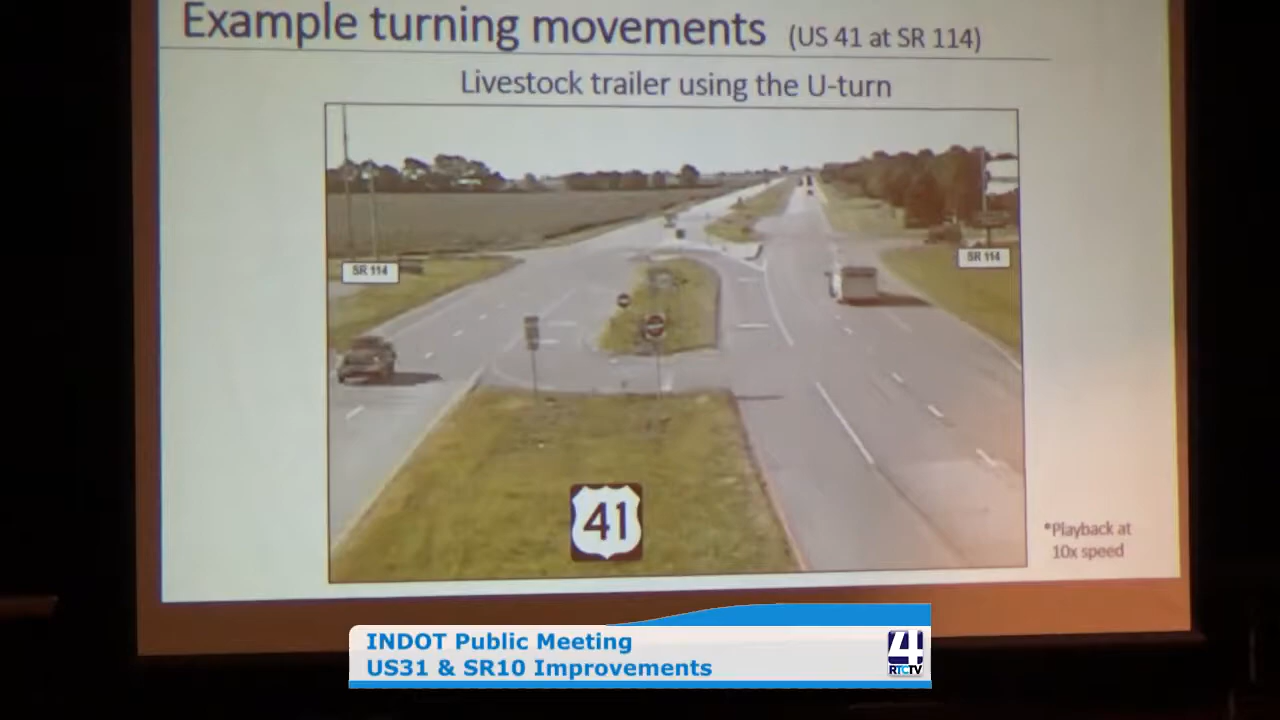 Example turning movements (US 41 at SR 114)
Livestock trailer using the U-turn
SR 114
SR 114
41
*Playback at
10x speed
INDOT Public Meeting
US31 & SR10 Improvements
4
RTCTV